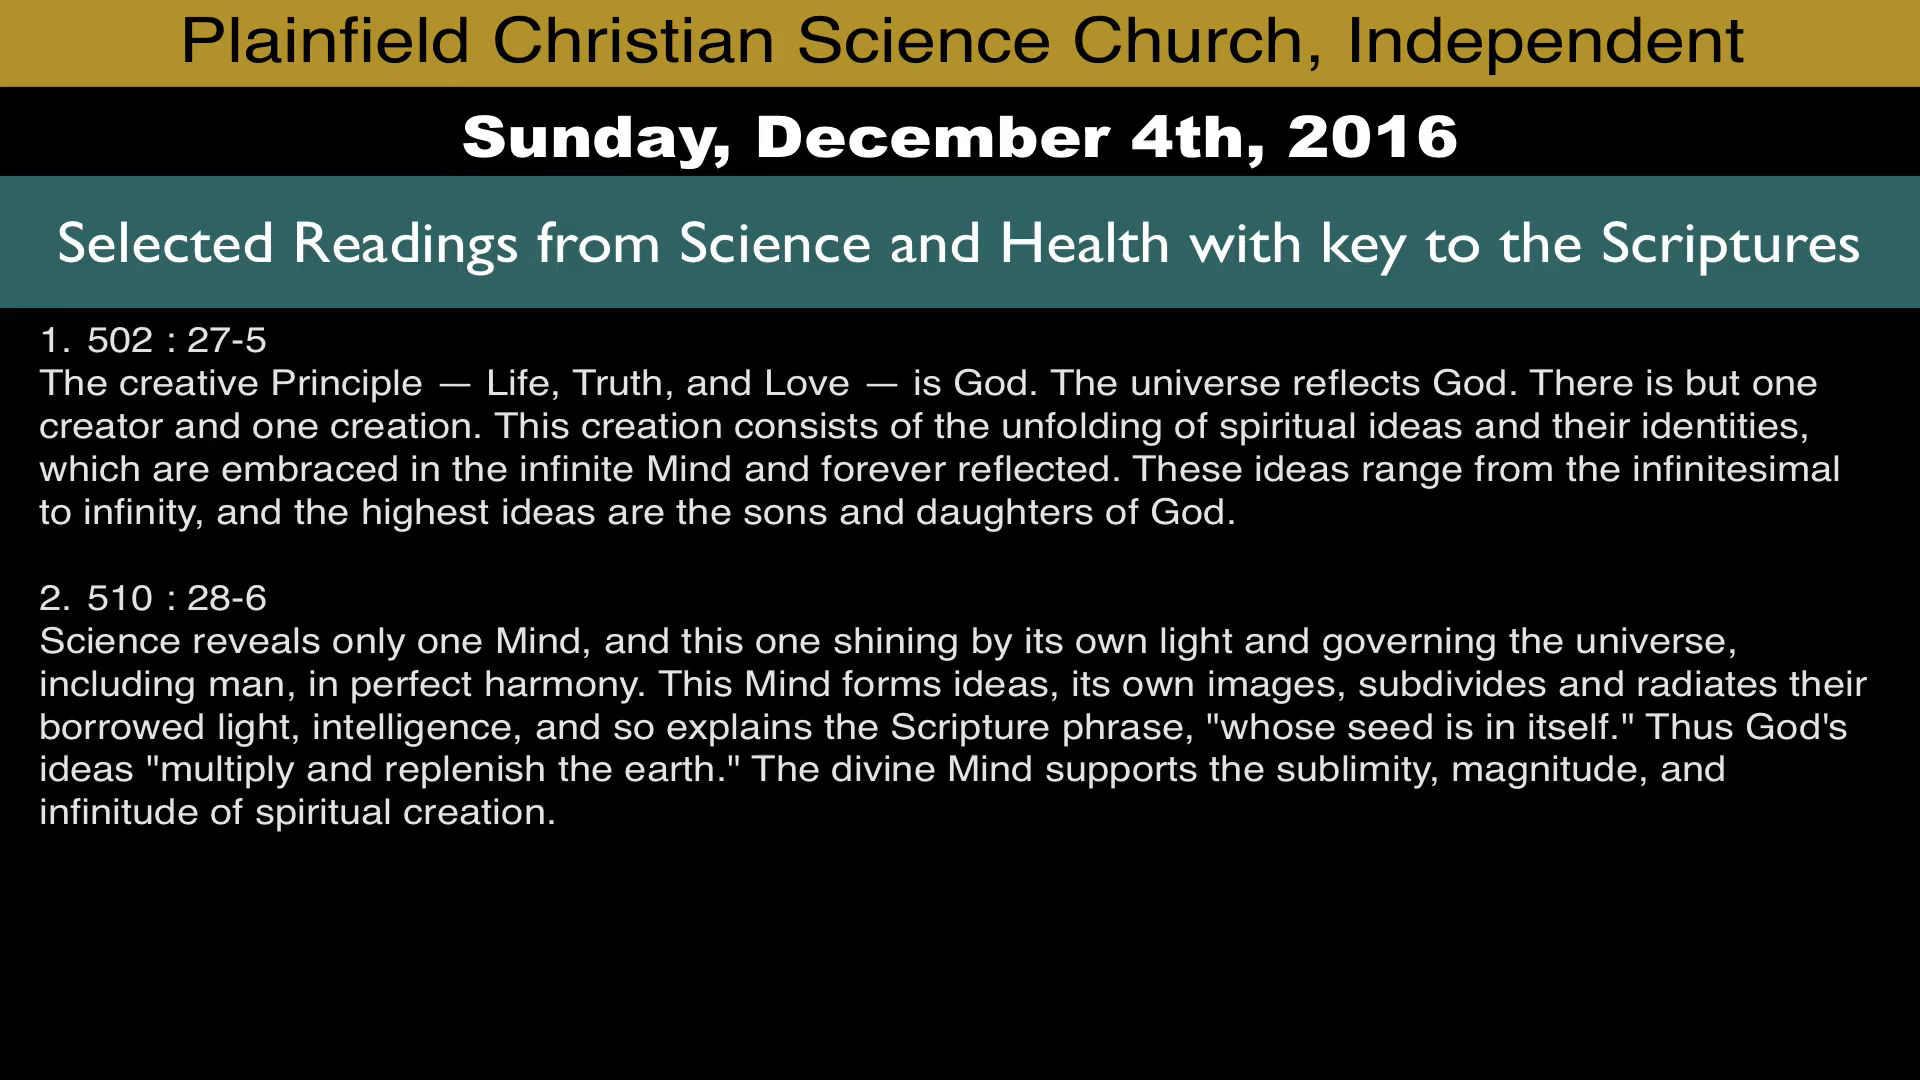 Plainfield Christian Science Church, Independent
Sunday, December 4th, 2016
Selected Readings from Science and Health with key to the Scriptures
1. 502 : 27-5
The creative Principle — Life, Truth, and Love — is God. The universe reflects God. There is but one
creator and one creation. This creation consists of the unfolding of spiritual ideas and their identities,
which are embraced in the infinite Mind and forever reflected. These ideas range from the infinitesimal
to infinity, and the highest ideas are the sons and daughters of God.
2. 510 : 28-6
Science reveals only one Mind, and this one shining by its own light and governing the universe,
including man, in perfect harmony. This Mind forms ideas, its own images, subdivides and radiates their
borrowed light, intelligence, and so explains the Scripture phrase, "whose seed is in itself." Thus God's
ideas "multiply and replenish the earth." The divine Mind supports the sublimity, magnitude, and
infinitude of spiritual creation.